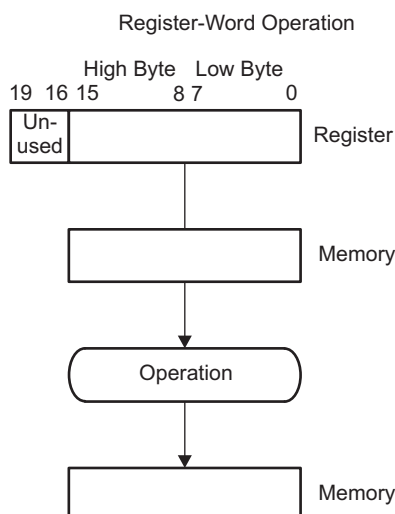 Register-Word Operation
High Byte Low Byte
19 16 15 8 7 0
Un-
used
Register
Memory
Operation
Memory